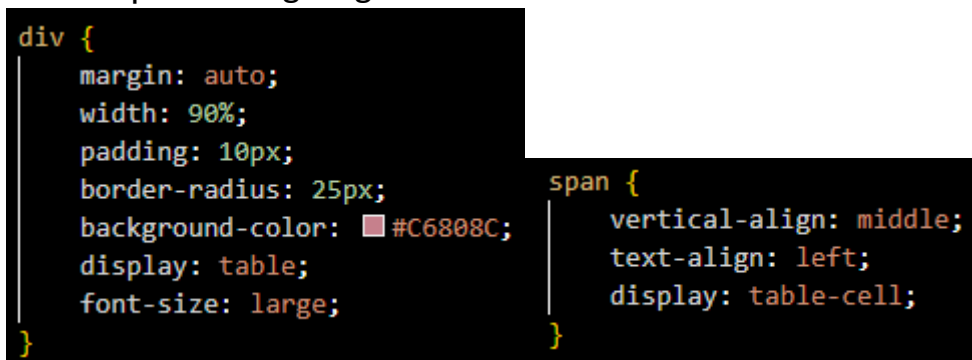 div {
margin: auto;
width: 90%;
padding: 10px;
border-radius: 25px;
background-color: #C6808C;
display: table;
font-size: large;
}
span {
vertical-align: middle;
text-align: left;
display: table-cell;
}